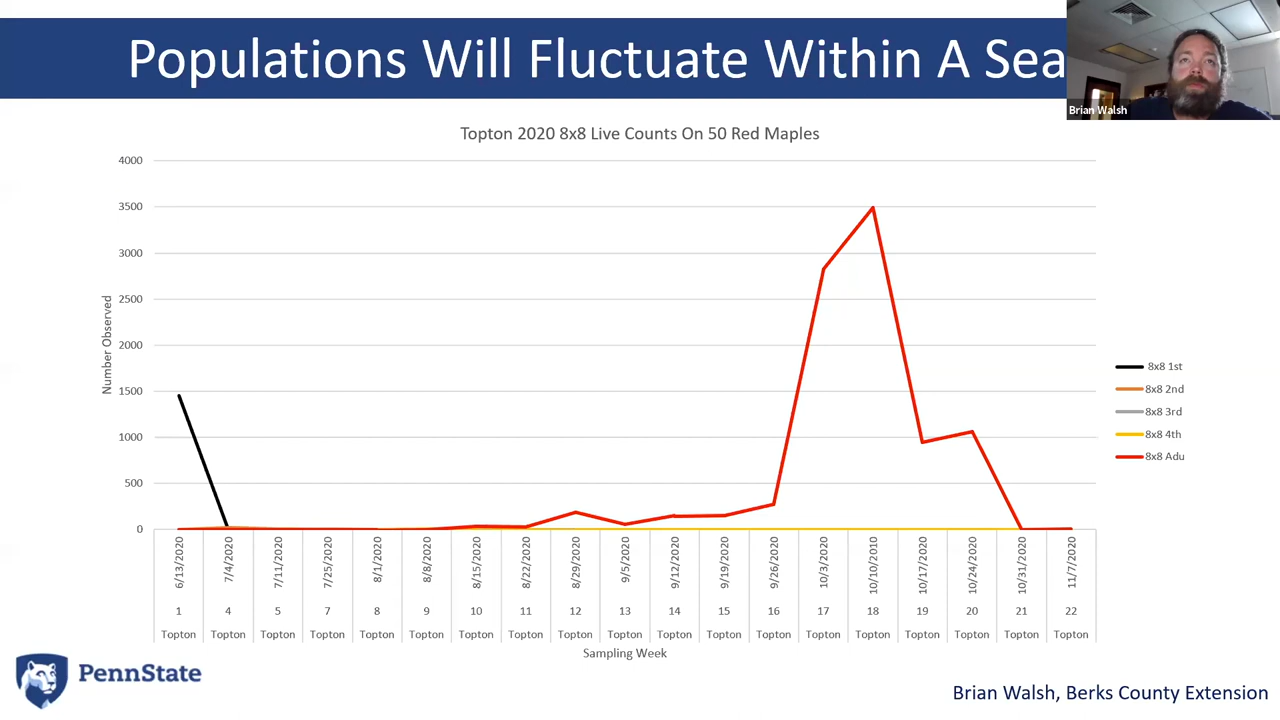 Populations Will Fluctuate Within A Sea
Brian Walsh
Topton 2020 8x8 Live Counts On 50 Red Maples
4000
3500
3000
2500
2000
1500
1000
500
0
Number Observed
8x8 1st
8x8 2nd
8x8 3rd
8x8 4th
8x8 Adu
6/13/2020 7/4/2020 7/11/2020 7/25/2020 8/1/2020 8/8/2020 8/15/2020 8/22/2020 8/29/2020 9/5/2020 9/12/2020 9/19/2020 9/26/2020 10/3/2020 10/10/2010 10/17/2020 10/24/2020 10/31/2020 11/7/2020
1 4 5 7 8 9 10 11 12 13 14 15 16 17 18 19 20 21 22
Topton Topton Topton Topton Topton Topton Topton Topton Topton Topton Topton Topton Topton Topton Topton Topton Topton Topton Topton
Sampling Week
PennState
Brian Walsh, Berks County Extension